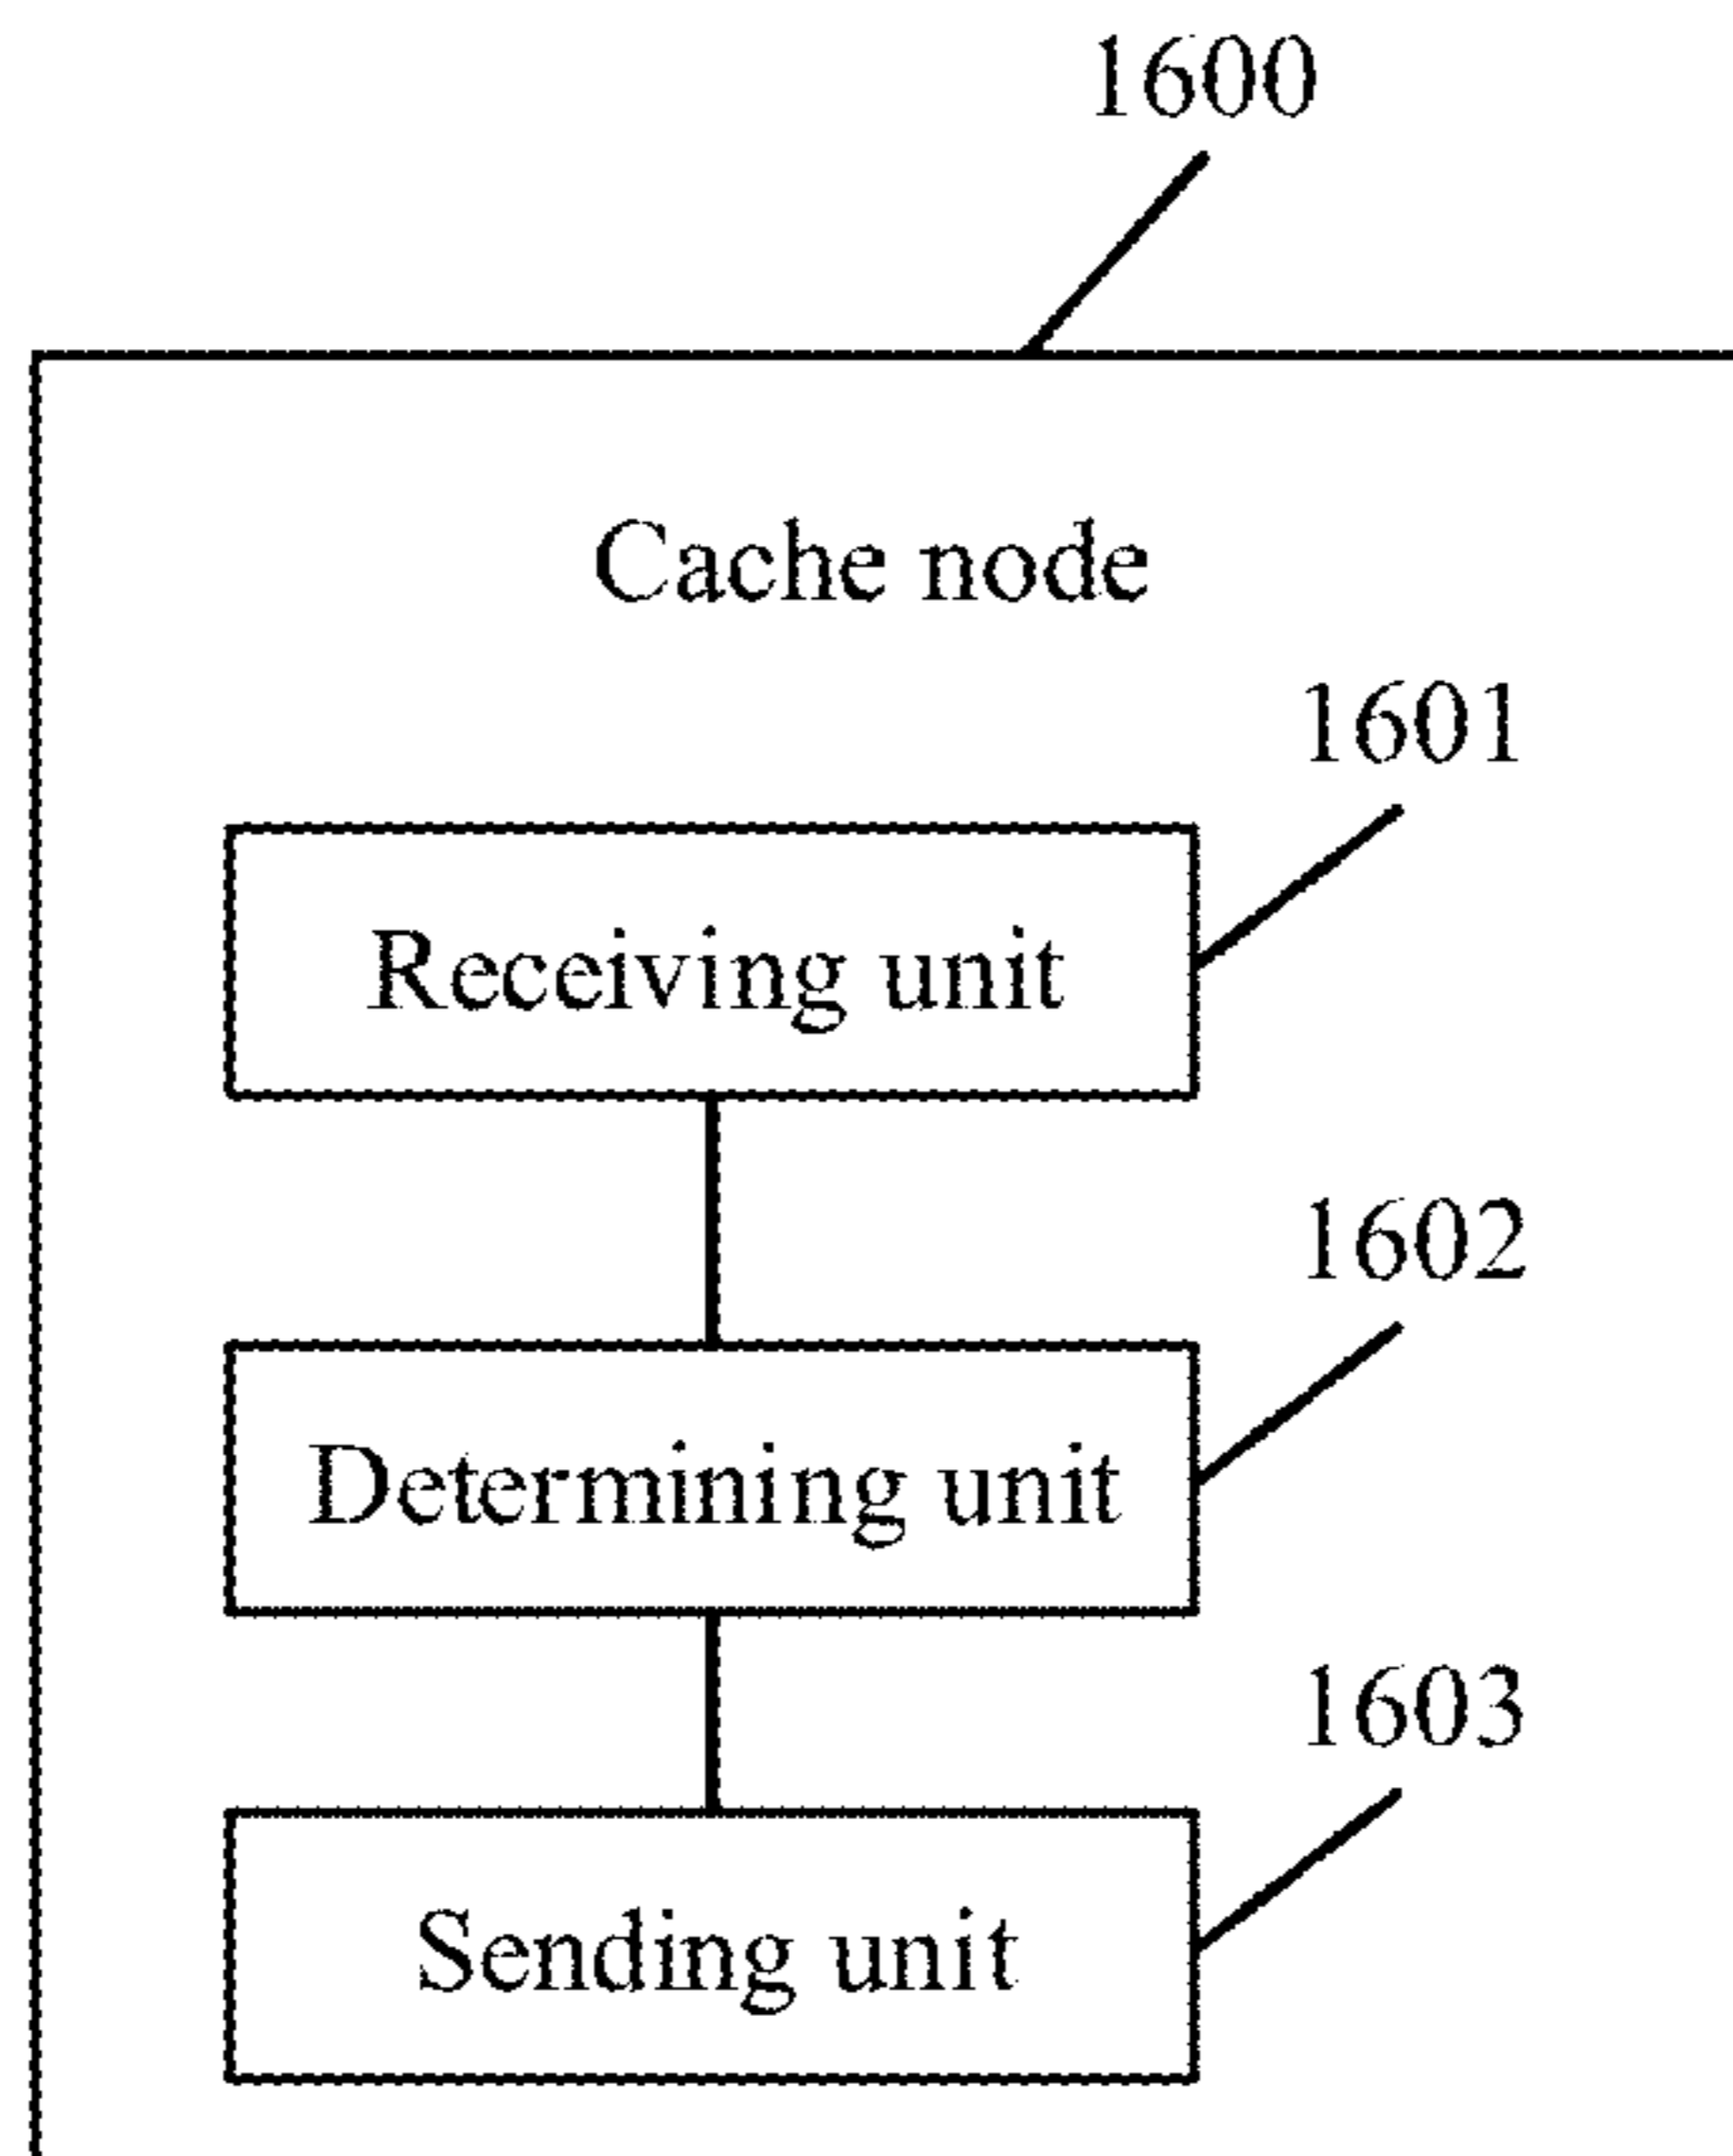 1600
Cache node
1601
Receiving unit
1602
Determining unit
1603
Sending unit